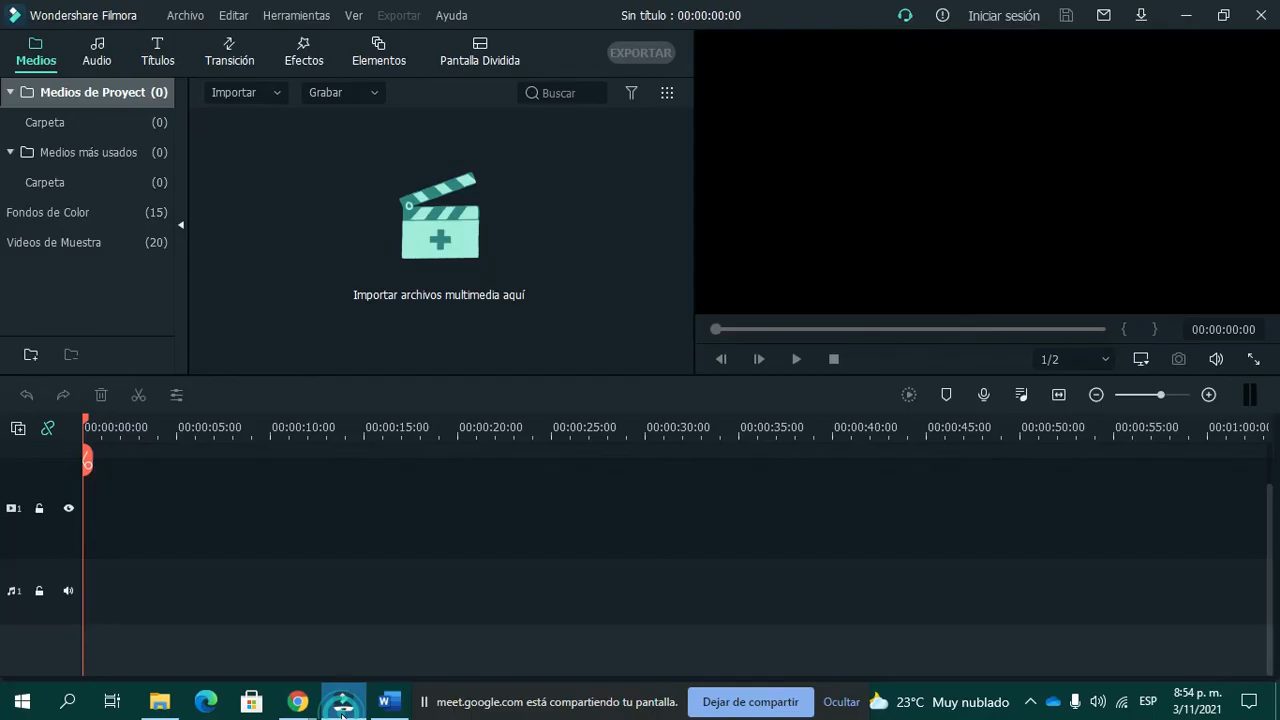 Wondershare Filmora Archivo Editar Herramientas Ver Exportar Ayuda Sin título : 00:00:00:00 Iniciar sesión
Medios Audio Títulos Transición Efectos Elementos Pantalla Dividida EXPORTAR
Medios de Proyect (0) Importar Grabar Buscar
Carpeta (0)
Medios más usados (0)
Carpeta (0)
Fondos de Color (15)
Videos de Muestra (20)
Importar archivos multimedia aquí
{ } 00:00:00:00
1/2
00:00:00:00 00:00:05:00 00:00:10:00 00:00:15:00 00:00:20:00 00:00:25:00 00:00:30:00 00:00:35:00 00:00:40:00 00:00:45:00 00:00:50:00 00:00:55:00 00:01:00:00
1
1
meet.google.com está compartiendo tu pantalla. Dejar de compartir Ocultar 23°C Muy nublado ESP 8:54 p. m.
3/11/2021